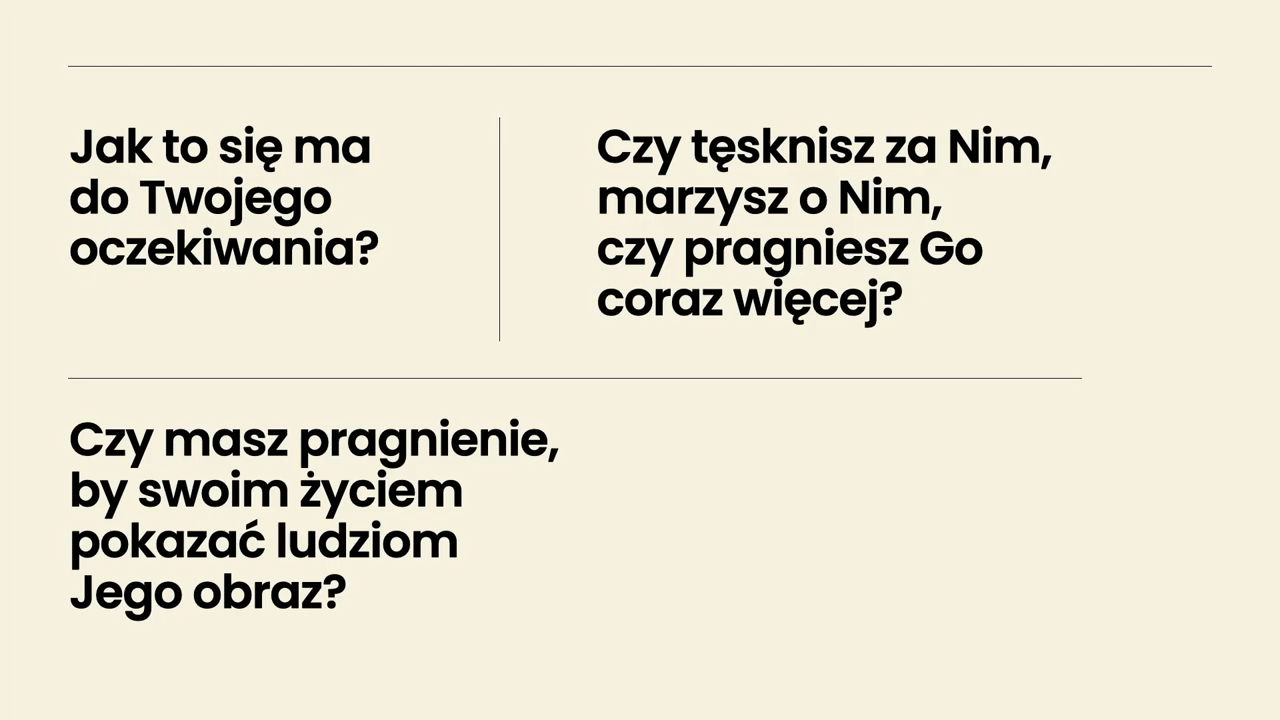 Jak to się ma
do Twojego
oczekiwania?
Czy tęsknisz za Nim,
marzysz o Nim,
czy pragniesz Go
coraz więcej?
Czy masz pragnienie,
by swoim życiem
pokazać ludziom
Jego obraz?